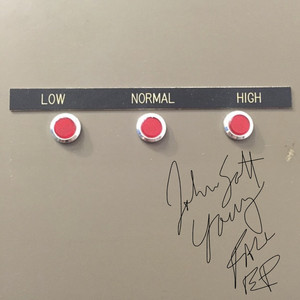 LOW NORMAL HIGH
John Scott
Young
FALL
EP